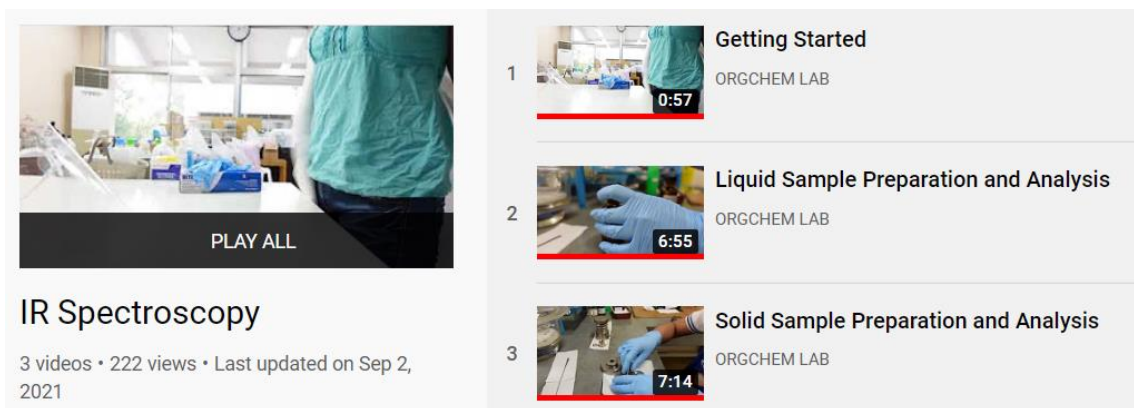 PLAY ALL
IR Spectroscopy
3 videos • 222 views • Last updated on Sep 2,
2021
1
0:57
Getting Started
ORGCHEM LAB
2
6:55
Liquid Sample Preparation and Analysis
ORGCHEM LAB
3
7:14
Solid Sample Preparation and Analysis
ORGCHEM LAB